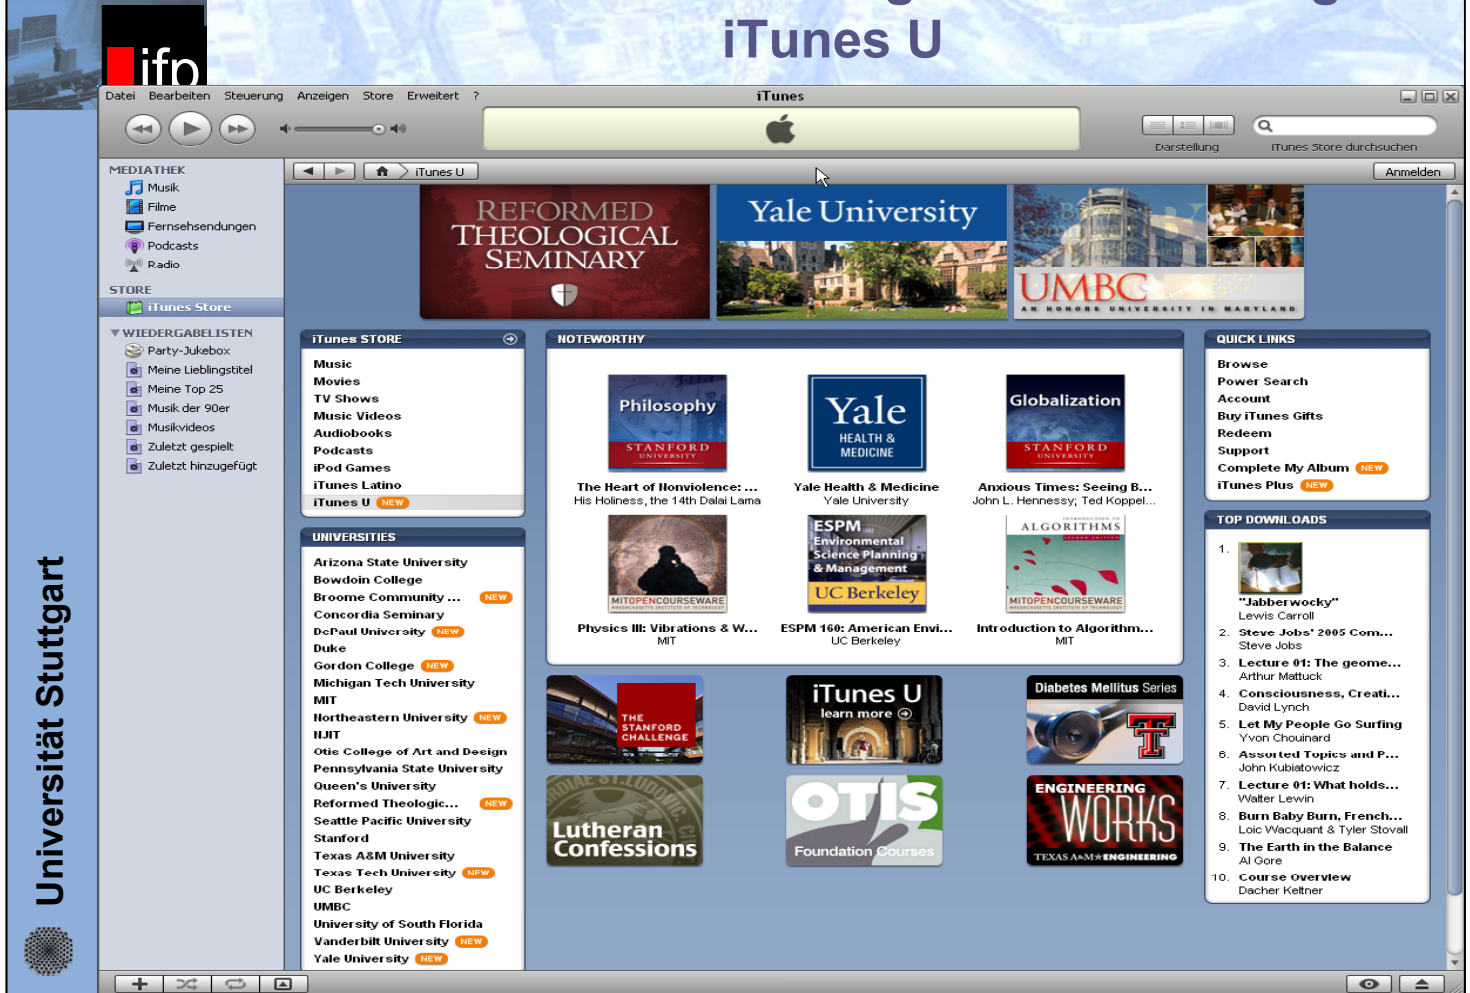 iTunes U
ifp
Universität Stuttgart
Datei Bearbeiten Steuerung Anzeigen Store Erweitert ?
iTunes
Darstellung
iTunes Store durchsuchen
iTunes U
Anmelden
MEDIATHEK
Musik
Filme
Fernsehsendungen
Podcasts
Radio
STORE
iTunes Store
WIEDERGABELISTEN
Party-Jukebox
Meine Lieblingstitel
Meine Top 25
Musik der 90er
Musikvideos
Zuletzt gespielt
Zuletzt hinzugefügt
REFORMED
THEOLOGICAL
SEMINARY
Yale University
UMBC
AN HONORS UNIVERSITY IN MARYLAND
iTunes STORE
Music
Movies
TV Shows
Music Videos
Audiobooks
Podcasts
iPod Games
iTunes Latino
iTunes U NEW
UNIVERSITIES
Arizona State University
Bowdoin College
Broome Community ... NEW
Concordia Seminary
DePaul University NEW
Duke
Gordon College NEW
Michigan Tech University
MIT
Northeastern University NEW
NJIT
Otis College of Art and Design
Pennsylvania State University
Queen's University
Reformed Theologic... NEW
Seattle Pacific University
Stanford
Texas A&M University
Texas Tech University NEW
UC Berkeley
UMBC
University of South Florida
Vanderbilt University NEW
Yale University NEW
NOTEWORTHY
Philosophy
STANFORD
UNIVERSITY
The Heart of Nonviolence: ...
His Holiness, the 14th Dalai Lama
Yale
HEALTH &
MEDICINE
Yale Health & Medicine
Yale University
Globalization
STANFORD
UNIVERSITY
Anxious Times: Seeing B...
John L. Hennessy; Ted Koppel...
MITOPENCOURSEWARE
MASSACHUSETTS INSTITUTE OF TECHNOLOGY
Physics III: Vibrations & W...
MIT
ESPM
Environmental
Science Planning
& Management
UC Berkeley
ESPM 160: American Envi...
UC Berkeley
INTRODUCTION TO
ALGORITHMS
SECOND EDITION
MITOPENCOURSEWARE
MASSACHUSETTS INSTITUTE OF TECHNOLOGY
Introduction to Algorithm...
MIT
THE
STANFORD
CHALLENGE
iTunes U
learn more
Diabetes Mellitus Series
T
Lutheran
Confessions
OTIS
Foundation Courses
ENGINEERING
WORKS
TEXAS A&M★ENGINEERING
QUICK LINKS
Browse
Power Search
Account
Buy iTunes Gifts
Redeem
Support
Complete My Album NEW
iTunes Plus NEW
TOP DOWNLOADS
1.
"Jabberwocky"
Lewis Carroll
2. Steve Jobs' 2005 Com...
Steve Jobs
3. Lecture 01: The geome...
Arthur Mattuck
4. Consciousness, Creati...
David Lynch
5. Let My People Go Surfing
Yvon Chouinard
6. Assorted Topics and P...
John Kubiatowicz
7. Lecture 01: What holds...
Walter Lewin
8. Burn Baby Burn, French...
Loic Wacquant & Tyler Stovall
9. The Earth in the Balance
Al Gore
10. Course Overview
Dacher Keltner